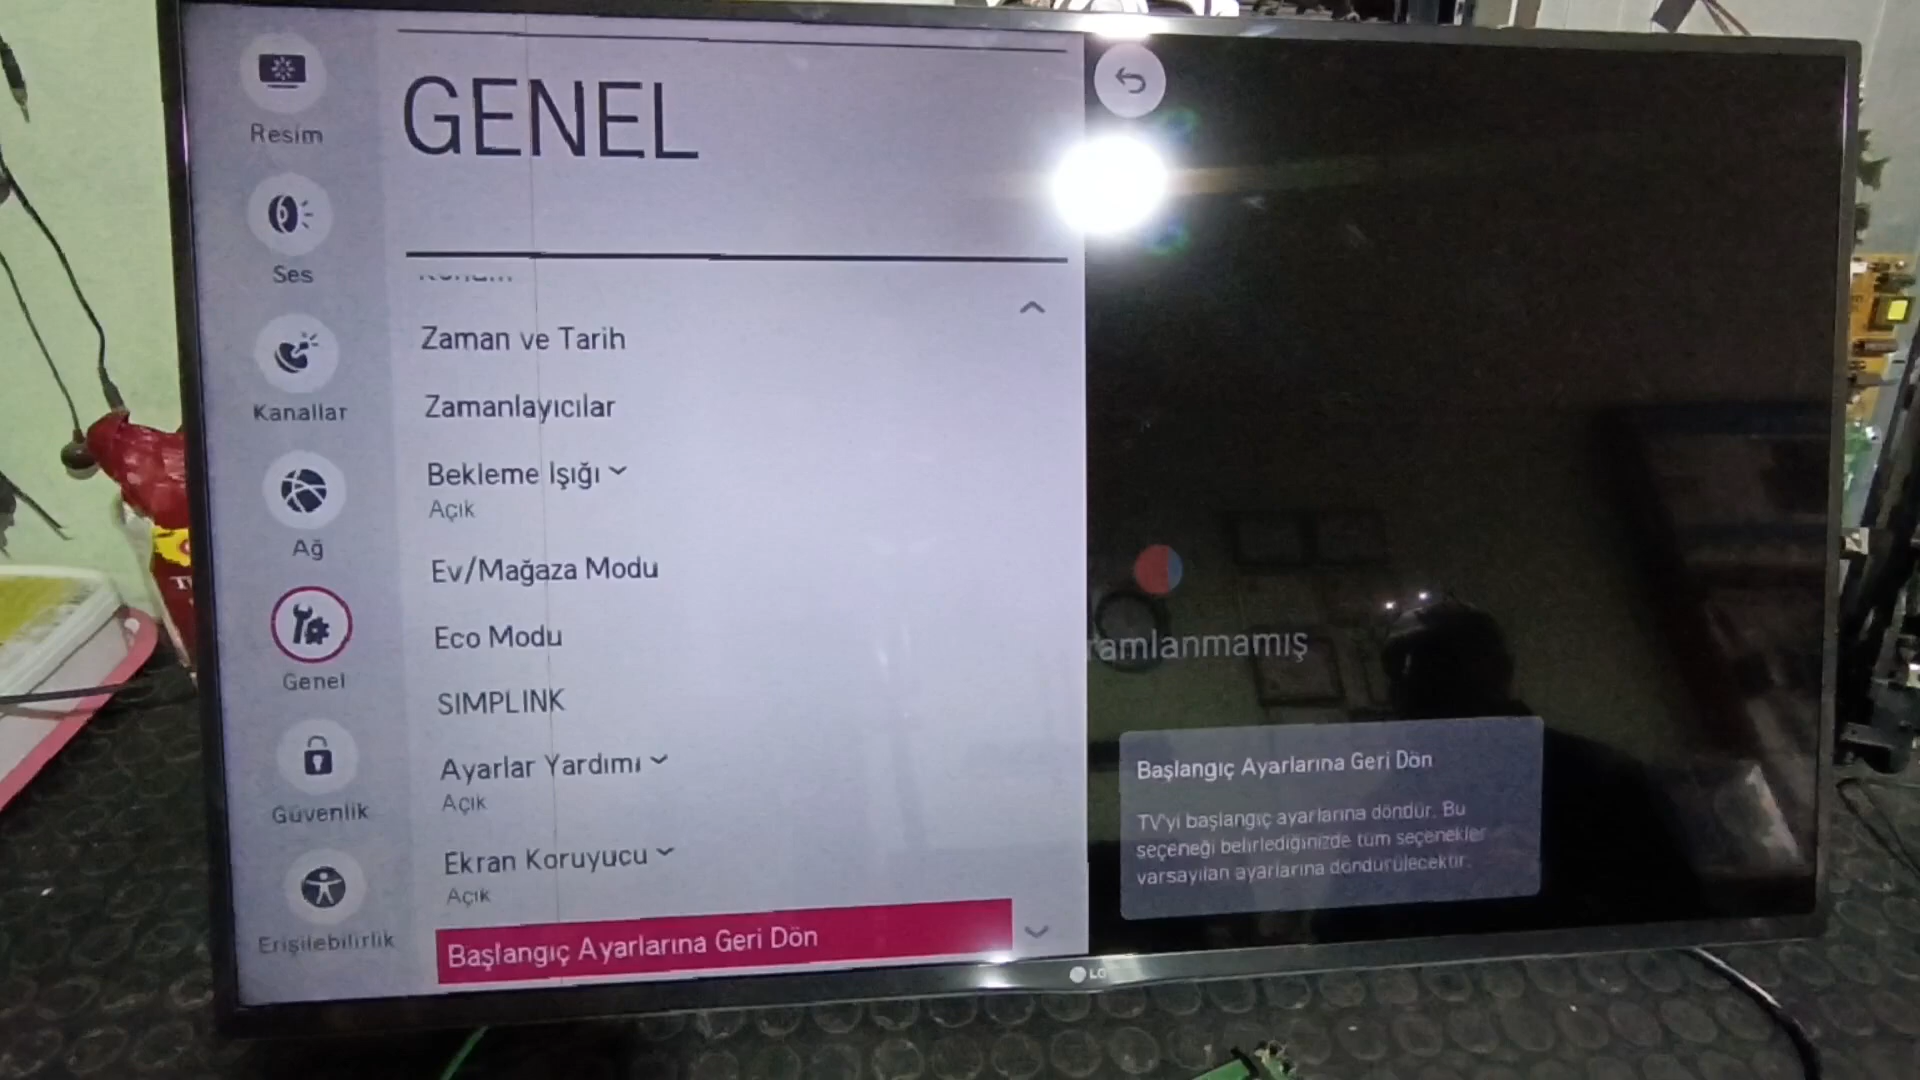 Resim
Ses
Kanallar
Ağ
Genel
Güvenlik
Erişilebilirlik
GENEL
Zaman ve Tarih
Zamanlayıcılar
Bekleme Işığı
Açık
Ev/Mağaza Modu
Eco Modu
SIMPLINK
Ayarlar Yardımı
Açık
Ekran Koruyucu
Açık
Başlangıç Ayarlarına Geri Dön
ramlanmamış
Başlangıç Ayarlarına Geri Dön
TV'yi başlangıç ayarlarına döndür. Bu
seçeneği belirlediğinizde tüm seçenekler
varsayılan ayarlarına döndürülecektir.
LG